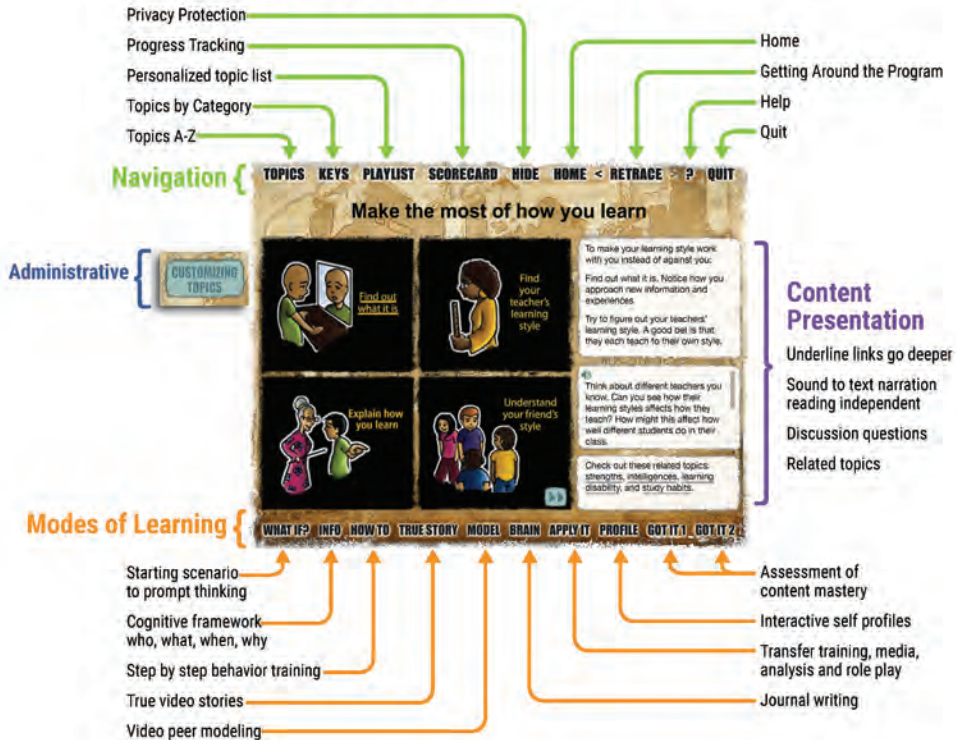 Privacy Protection
Progress Tracking
Personalized topic list
Topics by Category
Topics A-Z
Home
Getting Around the Program
Help
Quit
Navigation {
TOPICS KEYS PLAYLIST SCORECARD HIDE HOME < RETRACE > ? QUIT
Make the most of how you learn
Administrative {
CUSTOMIZING
TOPICS
Find out
what it is
Find
your
teacher's
learning
style
Explain how
you learn
Understand
your friend's
style
To make your learning style work
with you instead of against you:
Find out what it is. Notice how you
approach new information and
experiences
Try to figure out your teachers'
learning style. A good bet is that
they each teach to their own style.
Think about different teachers you
know. Can you see how their
learning styles affects how they
teach? How might this affect how
well different students do in their
class.
Check out these related topics:
strengths, intelligences, learning
disability, and study habits.
Content
Presentation
Underline links go deeper
Sound to text narration
reading independent
Discussion questions
Related topics
Modes of Learning {
WHAT IF? INFO HOW TO TRUE STORY MODEL BRAIN APPLY IT PROFILE GOT IT 1 GOT IT 2
Starting scenario
to prompt thinking
Cognitive framework
who, what, when, why
Step by step behavior training
True video stories
Video peer modeling
Assessment of
content mastery
Interactive self profiles
Transfer training, media,
analysis and role play
Journal writing